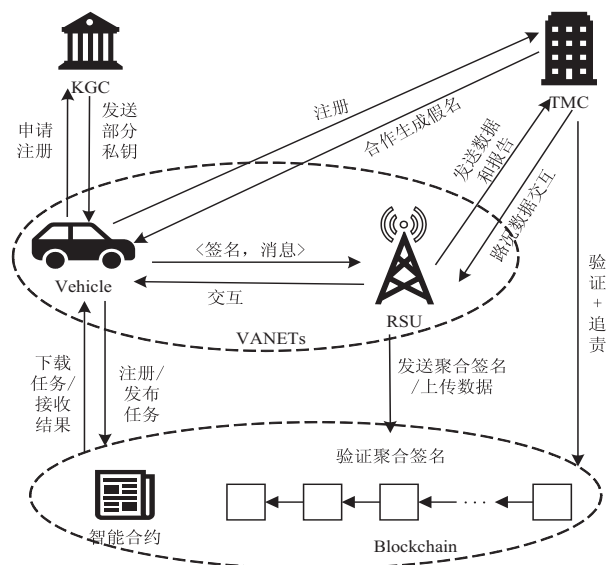 KGC
TMC
申请
注册
发送
部分
私钥
注册
合作生成假名
发送数据
和报告
路况数据交互
<签名，消息>
交互
Vehicle
RSU
VANETs
验证
+
追责
下载
任务/
接收
结果
注册/
发布
任务
发送聚合签名
/上传数据
验证聚合签名
···
智能合约
Blockchain